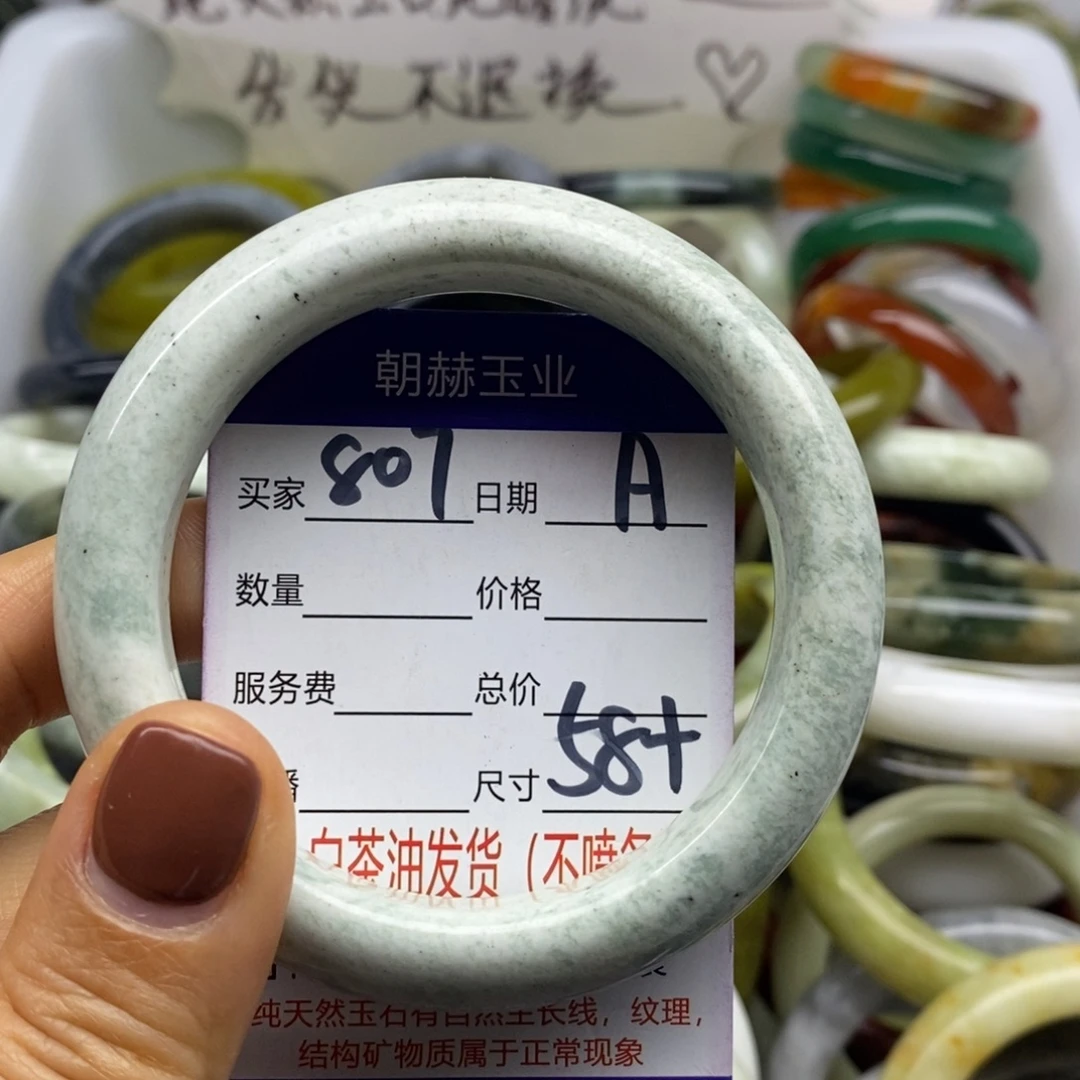 售煲不退换
朝赫玉业
买家 807 日期 A
数量 价格
服务费 总价
尺寸 58+
白茶油发货（不喷
纯天然玉石有自然生长线，纹理，
结构矿物质属于正常现象